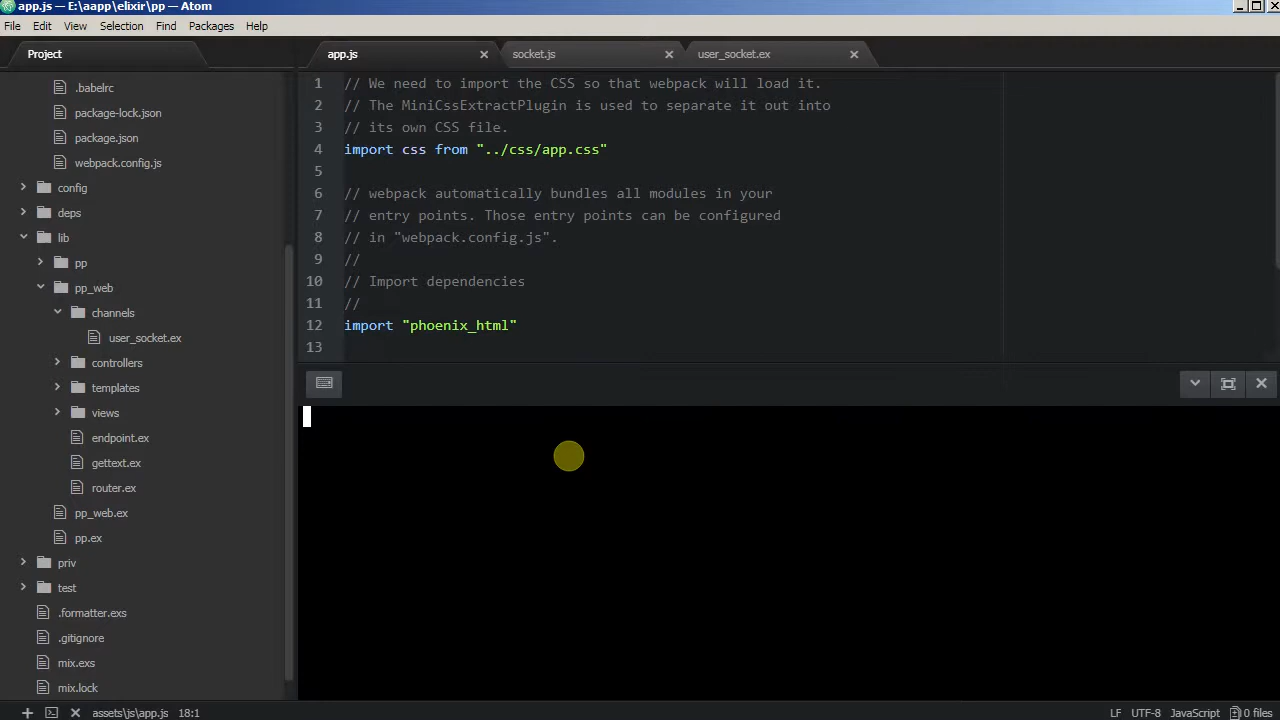 app.js — E:\aapp\elixir\pp — Atom
File Edit View Selection Find Packages Help
Project
app.js
socket.js
user_socket.ex
.babelrc
package-lock.json
package.json
webpack.config.js
config
deps
lib
pp
pp_web
channels
user_socket.ex
controllers
templates
views
endpoint.ex
gettext.ex
router.ex
pp_web.ex
pp.ex
priv
test
.formatter.exs
.gitignore
mix.exs
mix.lock
1 // We need to import the CSS so that webpack will load it.
2 // The MiniCssExtractPlugin is used to separate it out into
3 // its own CSS file.
4 import css from "../css/app.css"
5
6 // webpack automatically bundles all modules in your
7 // entry points. Those entry points can be configured
8 // in "webpack.config.js".
9 //
10 // Import dependencies
11 //
12 import "phoenix_html"
13
assets\js\app.js 18:1
LF UTF-8 JavaScript 0 files